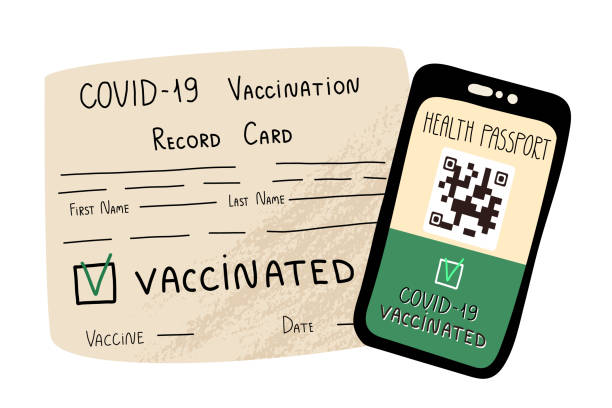 COVID-19 VACCINATION
RECORD CARD
FIRST NAME LAST NAME
VACCINATED
VACCINE DATE
HEALTH PASSPORT
COVID-19
VACCINATED